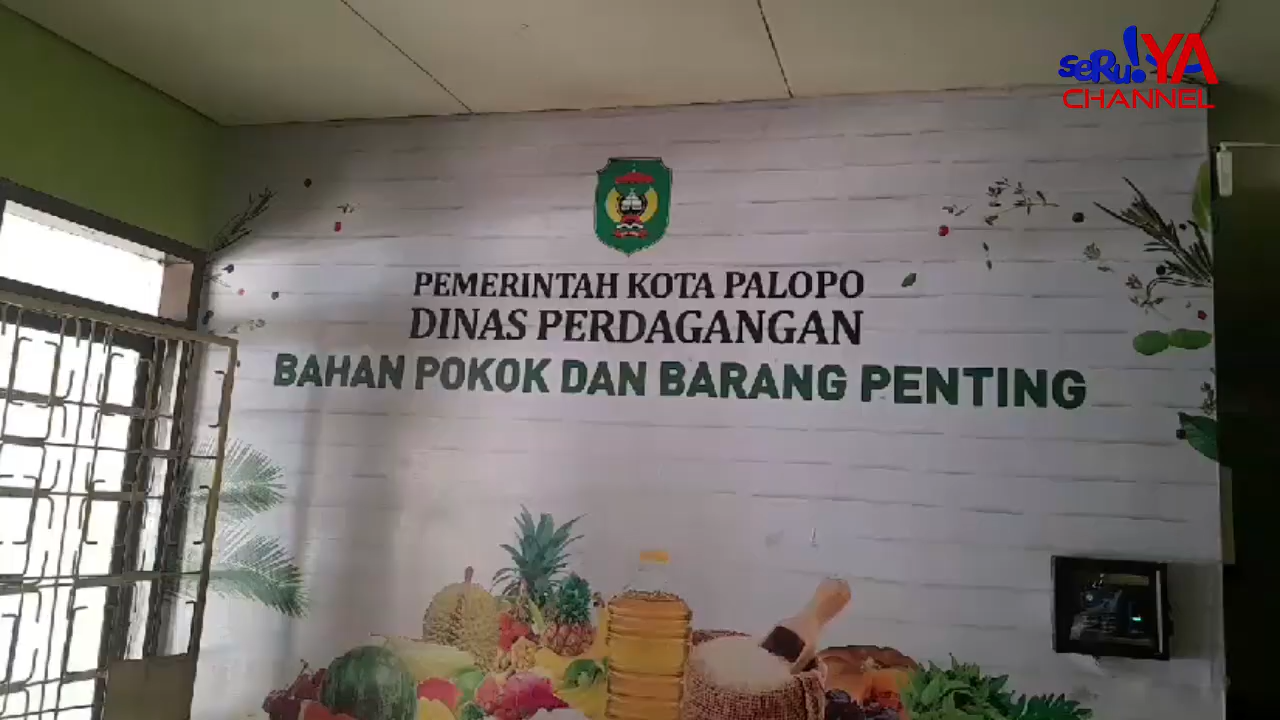 seRu!YA
CHANNEL
PEMERINTAH KOTA PALOPO
DINAS PERDAGANGAN
BAHAN POKOK DAN BARANG PENTING